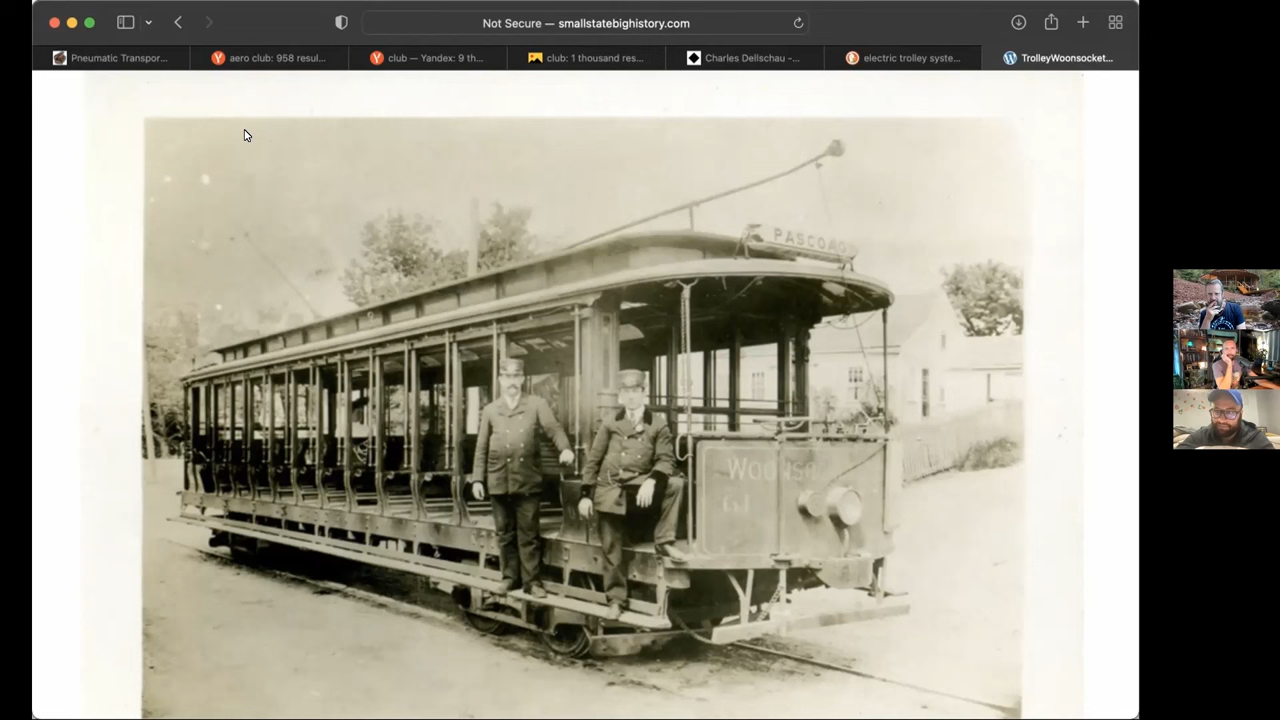 Not Secure — smallstatebighistory.com
Pneumatic Transpor...
aero club: 958 resul...
club — Yandex: 9 th...
club: 1 thousand res...
Charles Dellschau -...
electric trolley syste...
TrolleyWoonsocket...
PASCOAG
61